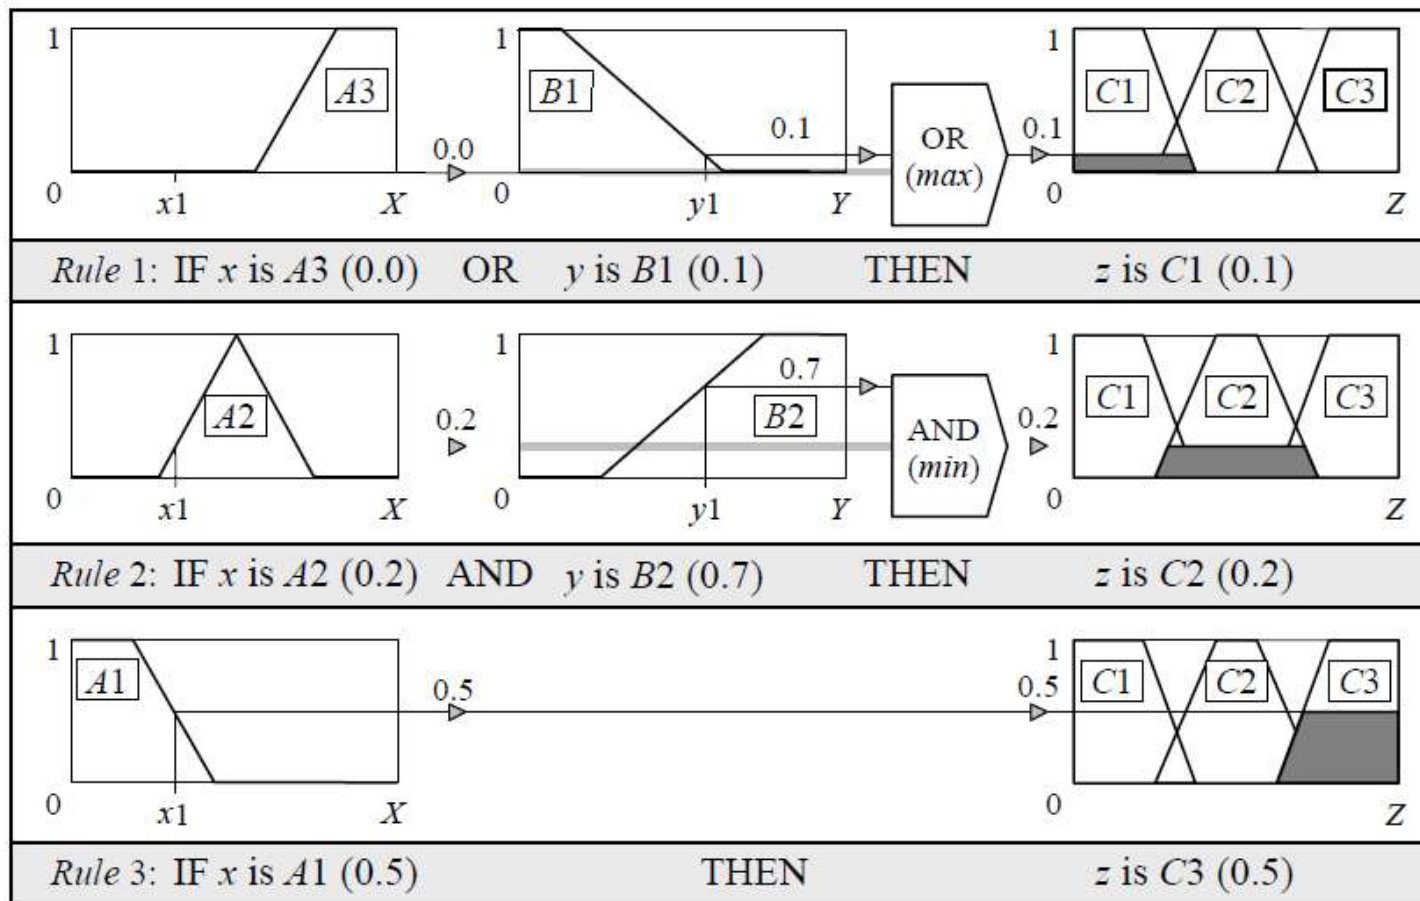 1 A3 B1 0.1 OR (max) 0.1 1 C1 C2 C3
0.0
0 x1 X 0 y1 Y 0 Z
Rule 1: IF x is A3 (0.0) OR y is B1 (0.1) THEN z is C1 (0.1)
1 A2 0.2 1 0.7 B2 AND (min) 0.2 1 C1 C2 C3
0 x1 X 0 y1 Y 0 Z
Rule 2: IF x is A2 (0.2) AND y is B2 (0.7) THEN z is C2 (0.2)
1 A1 0.5 0.5 1 C1 C2 C3
0 x1 X 0 Z
Rule 3: IF x is A1 (0.5) THEN z is C3 (0.5)